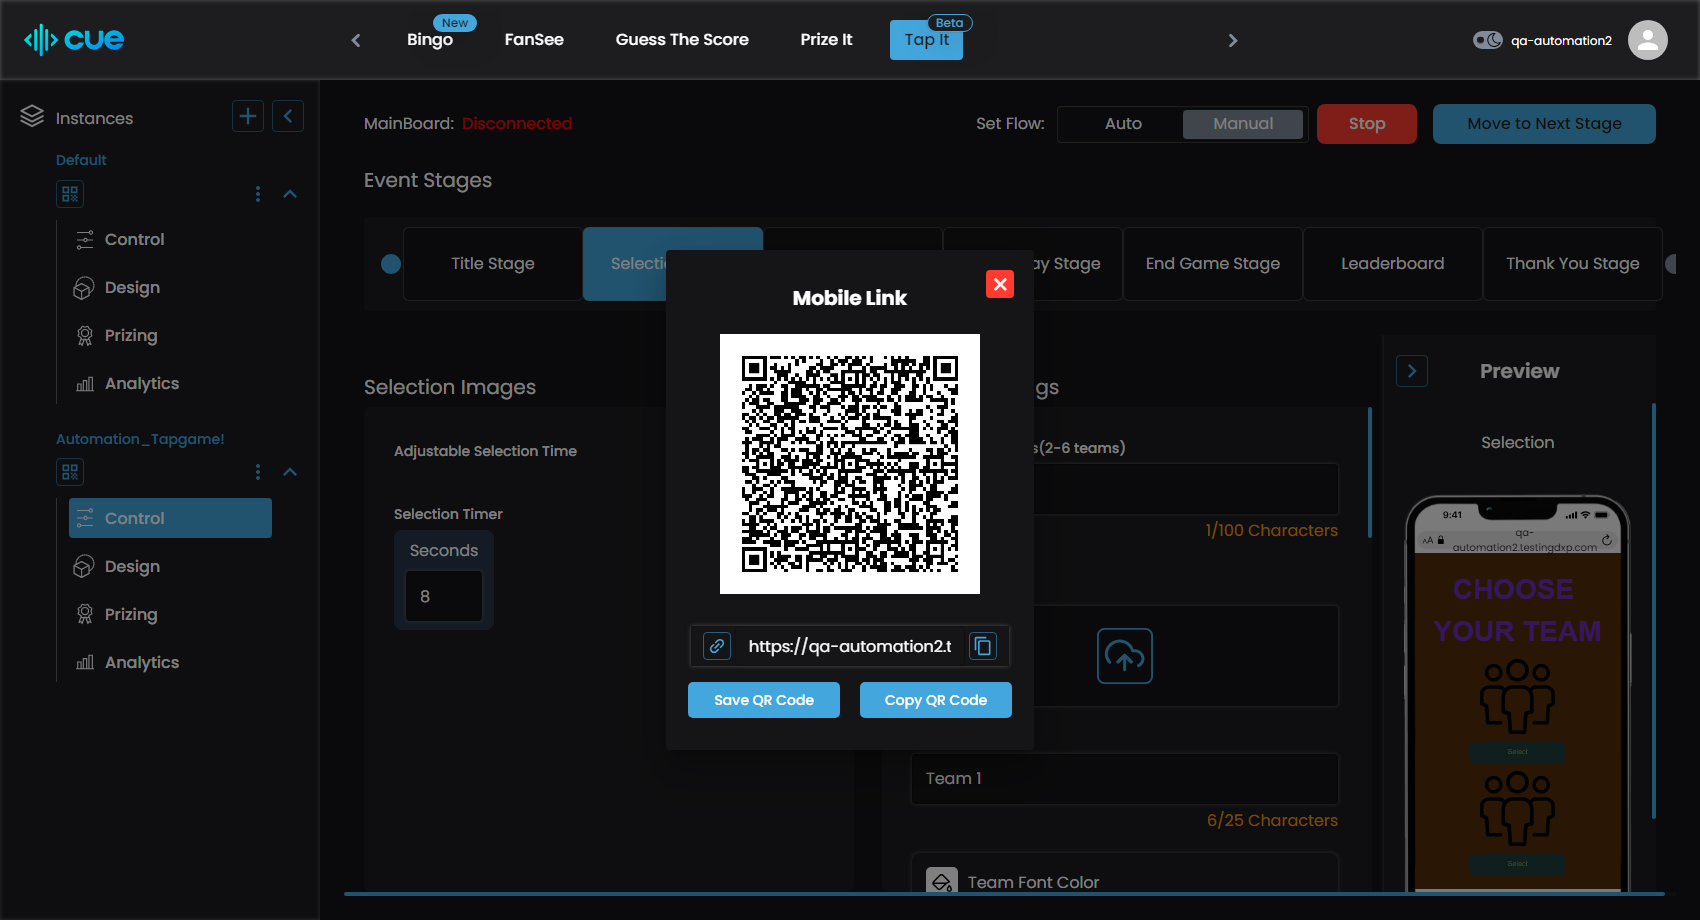 cue
Bingo
New
FanSee
Guess The Score
Prize It
Tap It
Beta
qa-automation2
Instances
Default
Control
Design
Prizing
Analytics
Automation_Tapgame!
Control
Design
Prizing
Analytics
MainBoard: Disconnected
Set Flow:
Auto
Manual
Stop
Move to Next Stage
Event Stages
Title Stage
Selecti
ay Stage
End Game Stage
Leaderboard
Thank You Stage
Selection Images
Adjustable Selection Time
Selection Timer
Seconds
8
Mobile Link
https://qa-automation2.t
Save QR Code
Copy QR Code
gs
s(2-6 teams)
1/100 Characters
Team 1
6/25 Characters
Team Font Color
Preview
Selection
9:41
AA
qa-
automation2.testingdxp.com
CHOOSE
YOUR TEAM
Select
Select